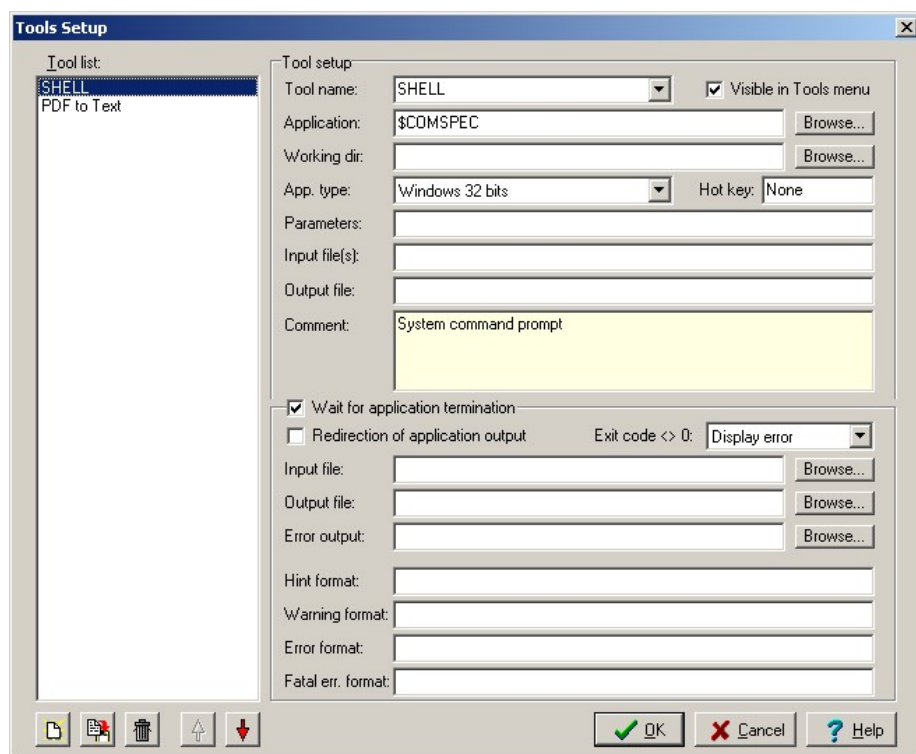 Tools Setup
Tool list:
SHELL
PDF to Text
Tool setup
Tool name: SHELL Visible in Tools menu
Application: $COMSPEC Browse...
Working dir: Browse...
App. type: Windows 32 bits Hot key: None
Parameters:
Input file(s):
Output file:
Comment: System command prompt
Wait for application termination
Redirection of application output Exit code <> 0: Display error
Input file: Browse...
Output file: Browse...
Error output: Browse...
Hint format:
Warning format:
Error format:
Fatal err. format:
OK Cancel Help